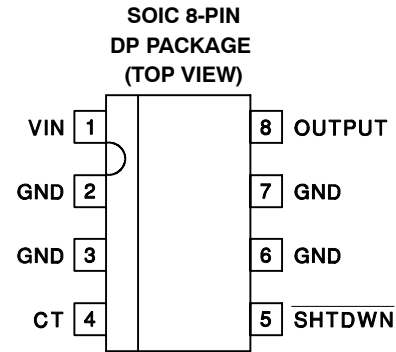 SOIC 8-PIN
DP PACKAGE
(TOP VIEW)
VIN 1 8 OUTPUT
GND 2 7 GND
GND 3 6 GND
CT 4 5 SHTDWN